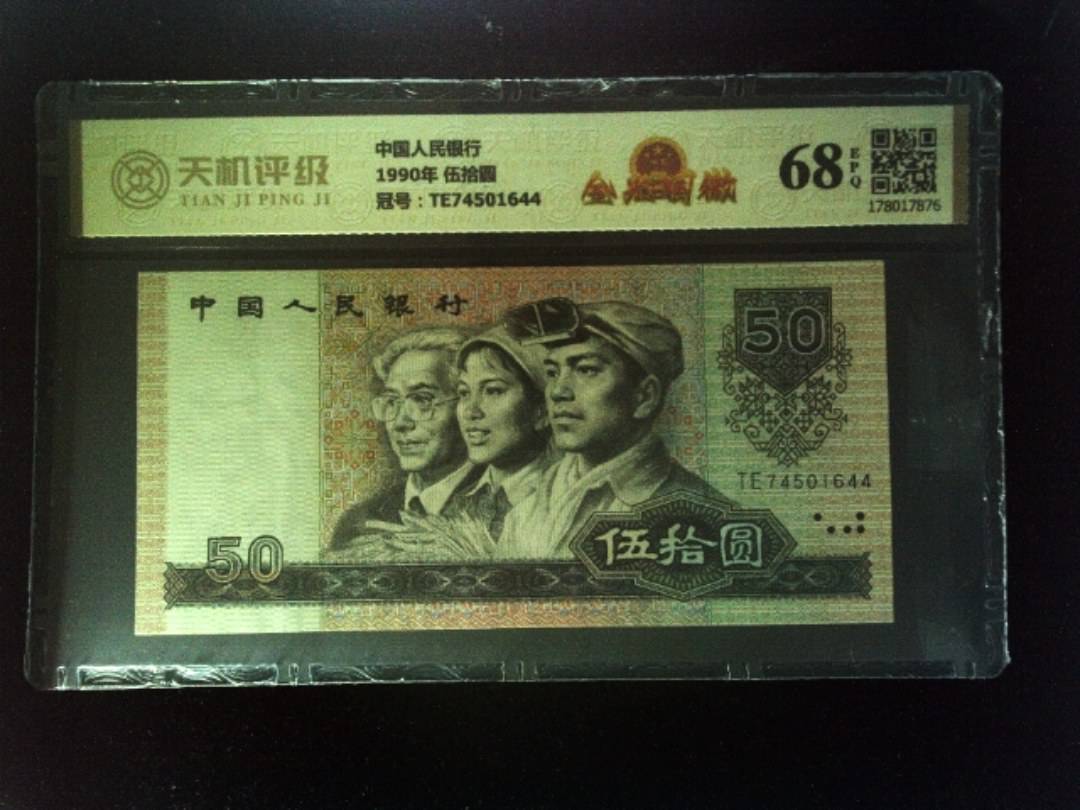 天机评级
TIAN JI PING JI
中国人民银行
1990年 伍拾圆
冠号：TE74501644
68
EPQ
178017876
中国人民银行
50
TE74501644
伍拾圆
50